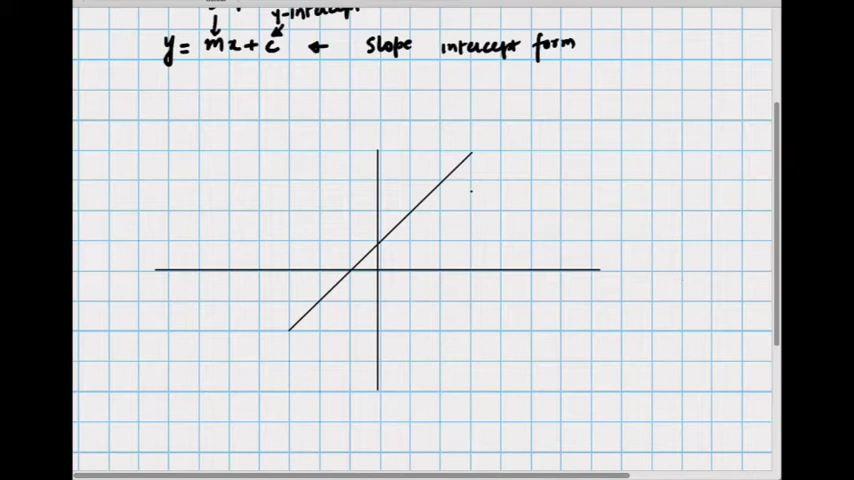 y-intercept
y = mx + c ← slope intercept form